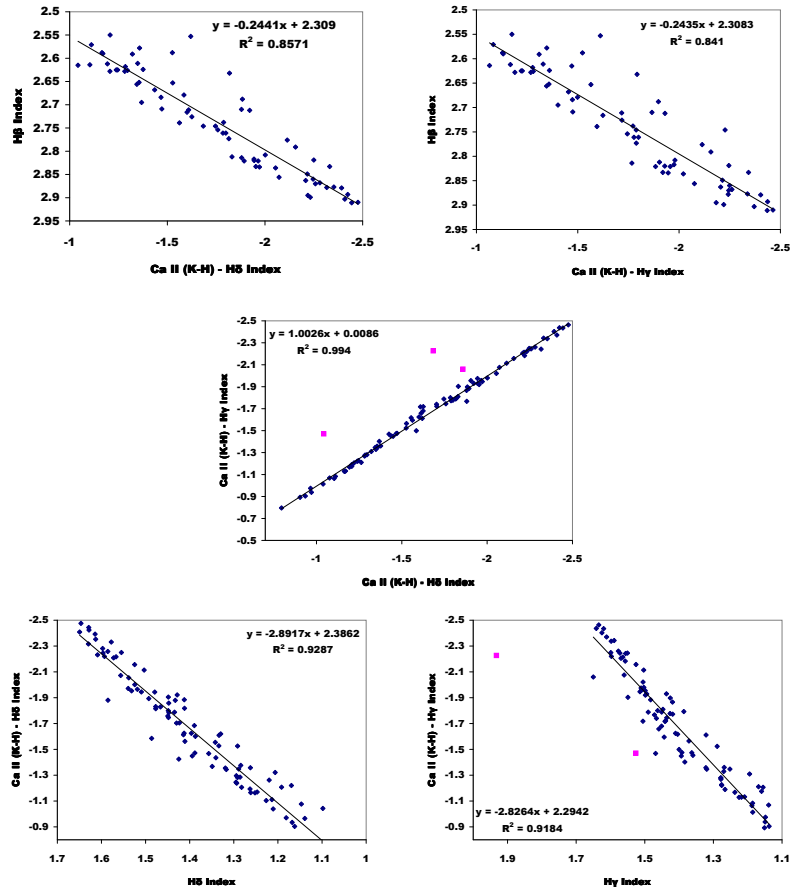 y = -0.2441x + 2.309
R² = 0.8571
2.5
2.55
2.6
2.65
2.7
2.75
2.8
2.85
2.9
2.95
-1 -1.5 -2 -2.5
Hβ Index
Ca II (K-H) - Hδ Index
y = -0.2435x + 2.3083
R² = 0.841
2.5
2.55
2.6
2.65
2.7
2.75
2.8
2.85
2.9
2.95
-1 -1.5 -2 -2.5
Hβ Index
Ca II (K-H) - Hγ Index
y = 1.0026x + 0.0086
R² = 0.994
-2.5
-2.3
-2.1
-1.9
-1.7
-1.5
-1.3
-1.1
-0.9
-0.7
-0.5
-1 -1.5 -2 -2.5
Ca II (K-H) - Hγ Index
Ca II (K-H) - Hδ Index
y = -2.8917x + 2.3862
R² = 0.9287
-2.5
-2.3
-2.1
-1.9
-1.7
-1.5
-1.3
-1.1
-0.9
1.7 1.6 1.5 1.4 1.3 1.2 1.1 1
Ca II (K-H) - Hδ Index
Hδ Index
-2.5
-2.3
-2.1
-1.9
-1.7
-1.5
-1.3
-1.1
-0.9
y = -2.8264x + 2.2942
R² = 0.9184
1.9 1.7 1.5 1.3 1.1
Ca II (K-H) - Hγ Index
Hγ Index